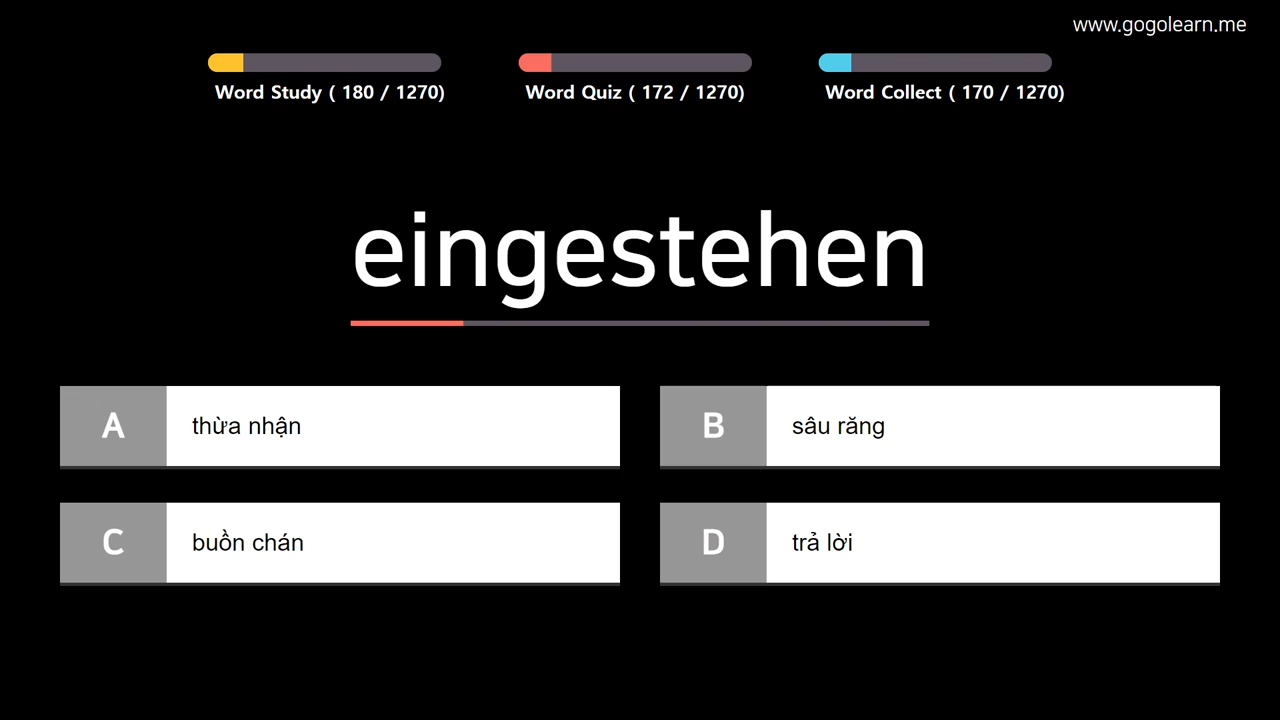 www.gogolearn.me
Word Study ( 180 / 1270)
Word Quiz ( 172 / 1270)
Word Collect ( 170 / 1270)
eingestehen
A thừa nhận
B sâu răng
C buồn chán
D trả lời